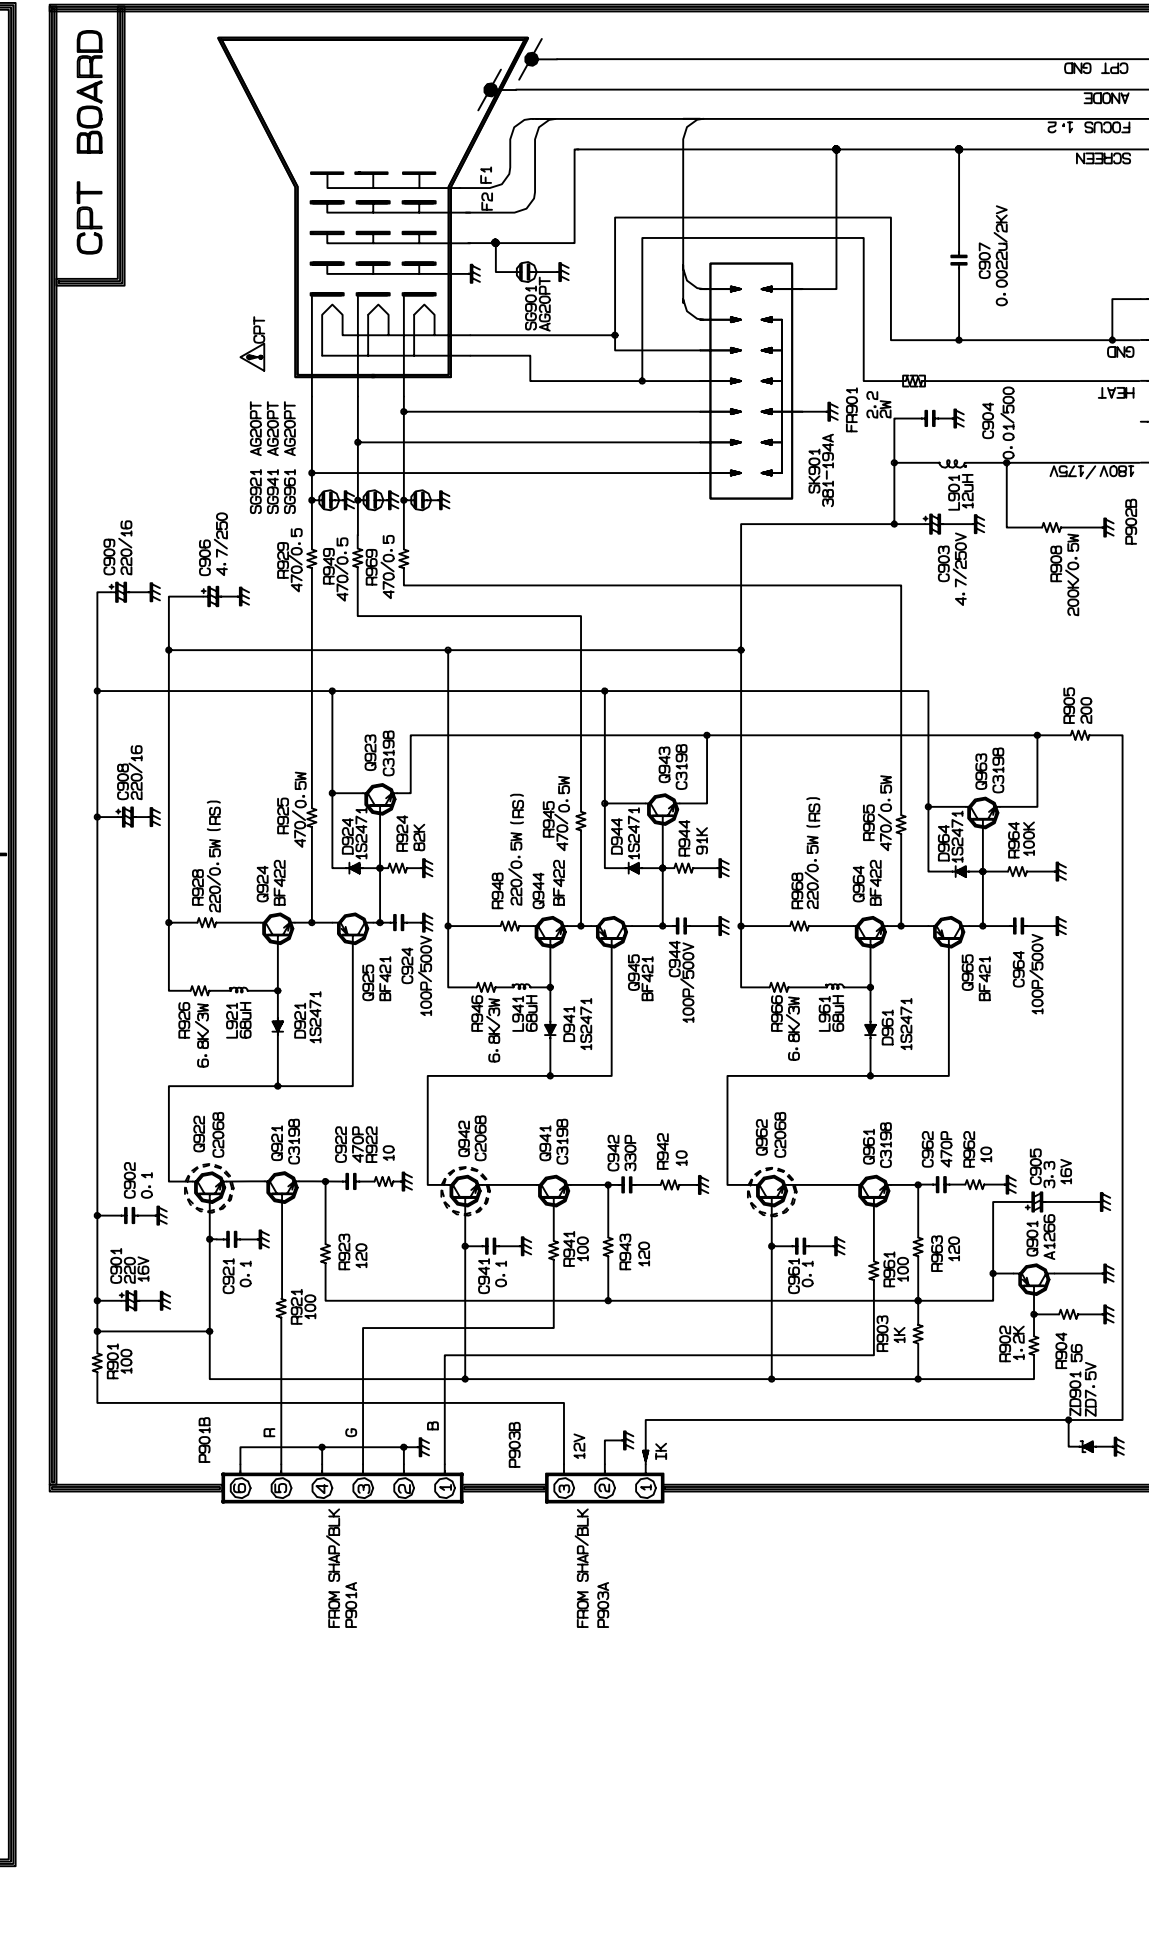 CPT BOARD
CPT GND
ANODE
FOCUS 1.2
SCREEN
F2 F1
SG901
AG20PT
C907
0.0022u/2KV
CPT
GND
HEAT
180V/175V
SG921 AG20PT
SG941 AG20PT
SG961 AG20PT
SK901
381-194A
FR901
2.2
2W
C904
0.01/500
L901
12uH
C903
4.7/250V
R908
200K/0.5W
P902B
C909
220/16
C906
4.7/250
R929
470/0.5
R949
470/0.5
R969
470/0.5
C908
220/16
R928
220/0.5W (RS)
Q924
BF422
R925
470/0.5W
Q923
C3198
D924
1S2471
R924
82K
R948
220/0.5W (RS)
Q944
BF422
R945
470/0.5W
Q943
C3198
D944
1S2471
R944
91K
R968
220/0.5W (RS)
Q964
BF422
R965
470/0.5W
Q963
C3198
D964
1S2471
R964
100K
R905
200
R926
6.8K/3W
L921
68uH
D921
1S2471
Q925
BF421
C924
100P/500V
R946
6.8K/3W
L941
68uH
D941
1S2471
Q945
BF421
C944
100P/500V
R966
6.8K/3W
L961
68uH
D961
1S2471
Q965
BF421
C964
100P/500V
C902
0.1
Q922
C2068
Q921
C3198
C922
470P
R922
10
Q942
C2068
Q941
C3198
C942
330P
R942
10
Q962
C2068
Q961
C3198
C962
470P
R962
10
C905
3.3
16V
C901
220
16V
C921
0.1
R921
100
R923
120
C941
0.1
R941
100
R943
120
C961
0.1
R961
100
R963
120
R903
1K
Q901
A1266
R902
1.2K
R904
56
ZD901
ZD7.5V
R901
100
P901B
R
G
B
P903B
12V
IK
6
5
4
3
2
1
3
2
1
FROM SHAP/BLK
P901A
FROM SHAP/BLK
P903A